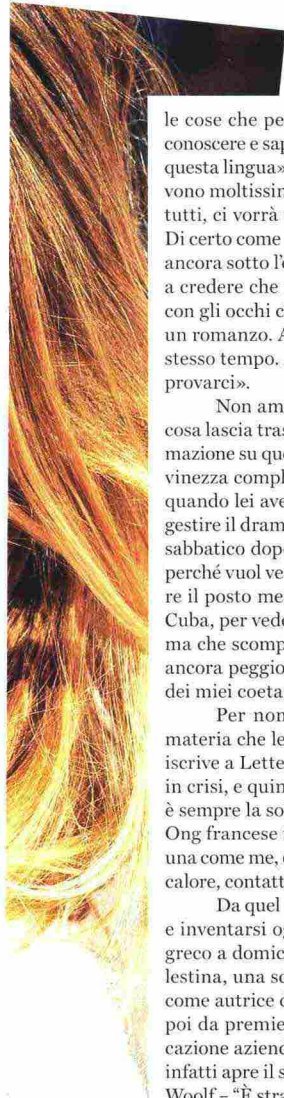 le cose che pe
conoscere e sap
questa lingua»
vono moltissin
tutti, ci vorrà
Di certo come
ancora sotto l'e
a credere che
con gli occhi c
un romanzo. A
stesso tempo.
provarci».
Non am
cosa lascia tras
mazione su que
vinezza compl
quando lei ave
gestire il dram
sabbatico dopo
perché vuol ve
re il posto me
Cuba, per vede
ma che scomp
ancora peggio
dei miei coeta
Per non
materia che le
iscrive a Lette
in crisi, e quin
è sempre la so
Ong francese
una come me,
calore, contatt
Da quel
e inventarsi og
greco a domic
lestina, una sc
come autrice c
poi da premie
cazione aziend
infatti apre il s
Woolf – "È stra